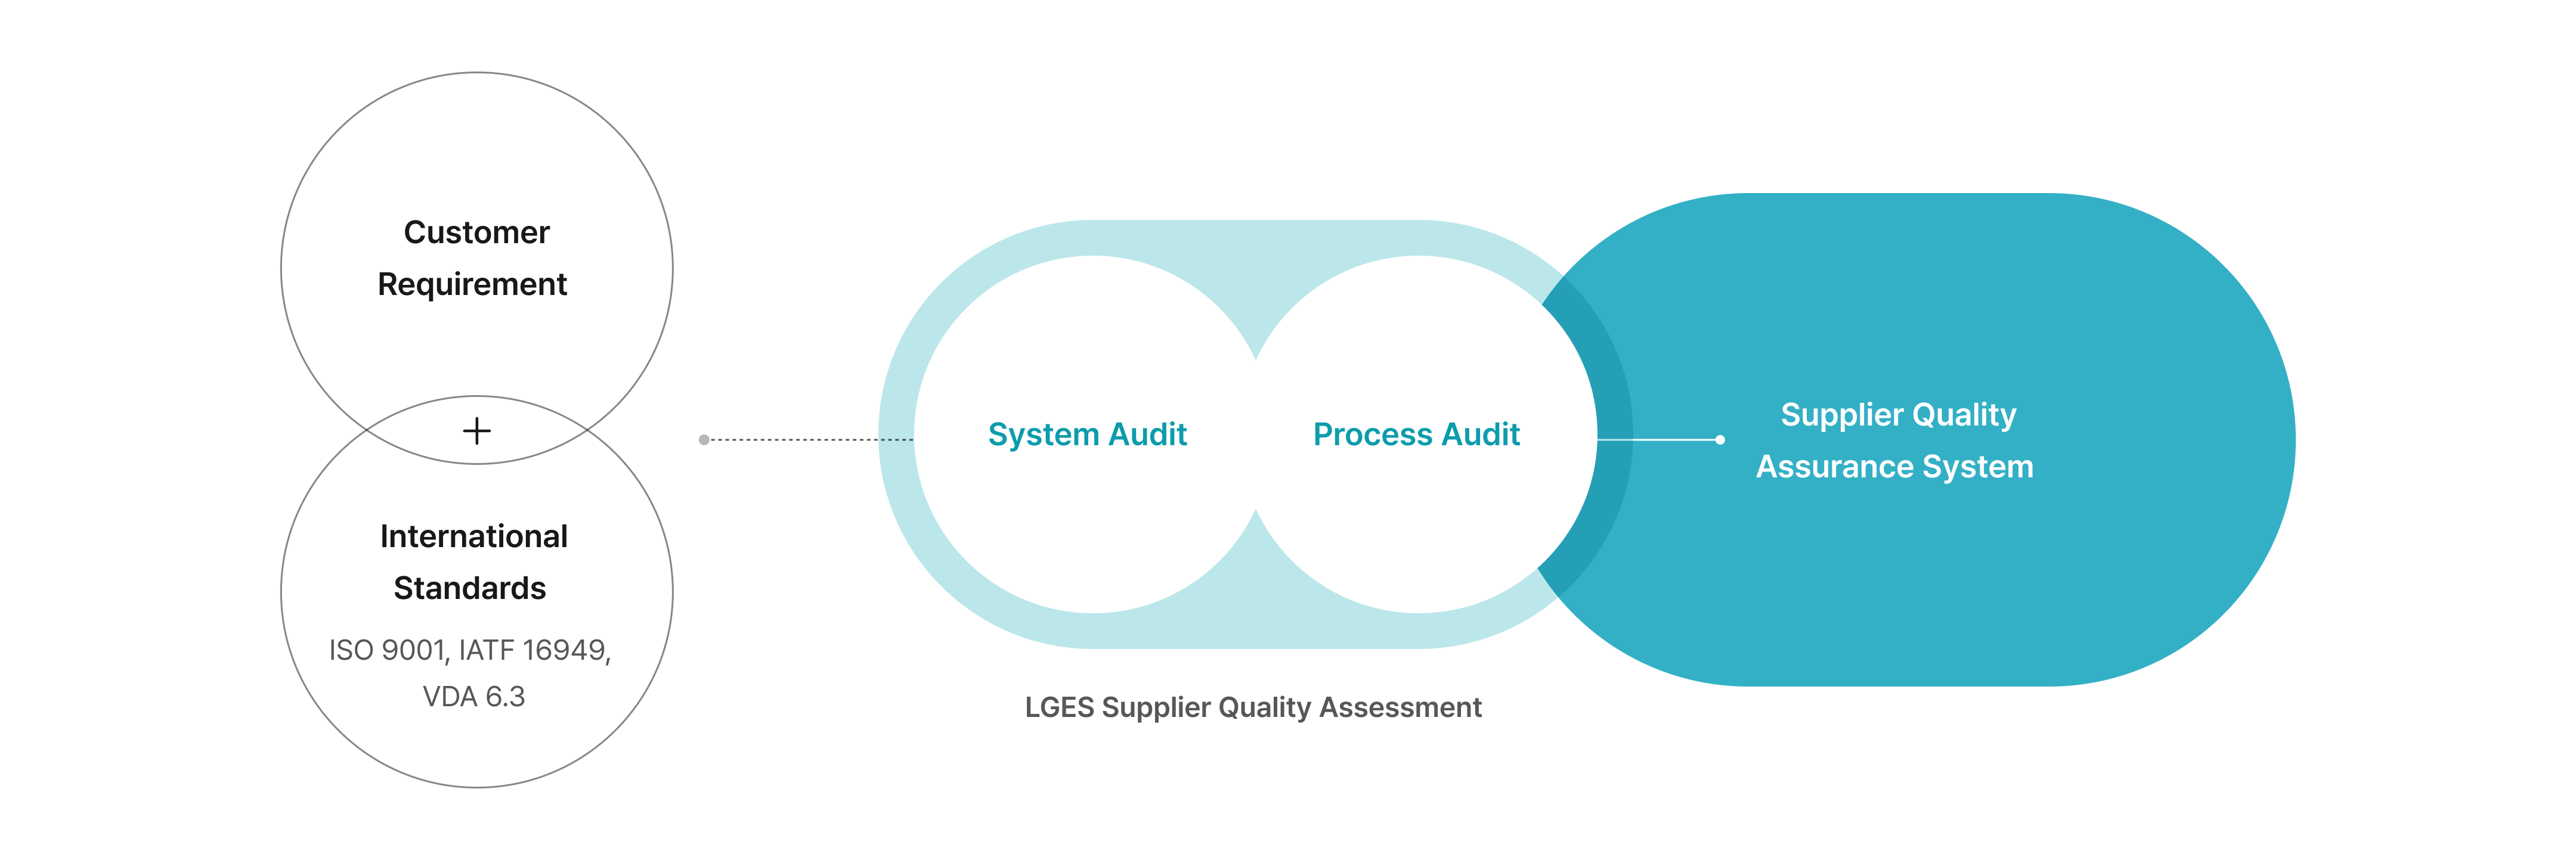 Customer
Requirement
+
International
Standards
ISO 9001, IATF 16949,
VDA 6.3
System Audit
Process Audit
LGES Supplier Quality Assessment
Supplier Quality
Assurance System